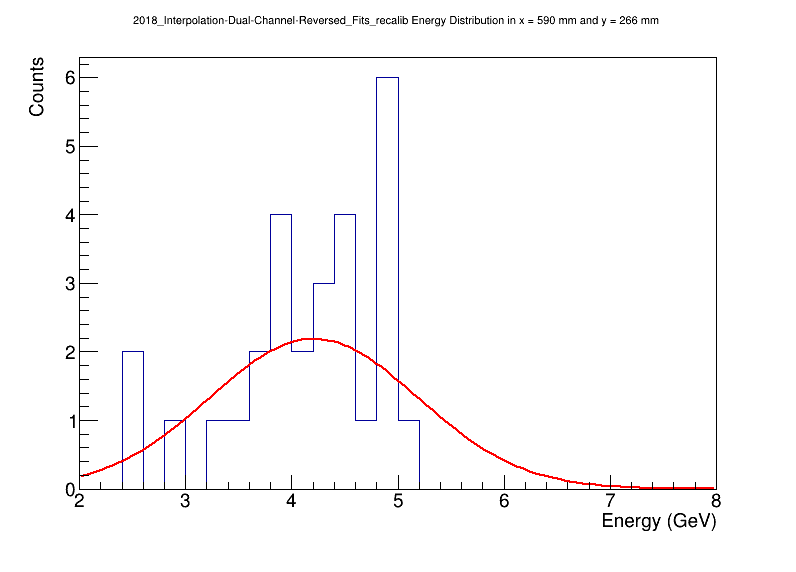 2018_Interpolation-Dual-Channel-Reversed_Fits_recalib Energy Distribution in x = 590 mm and y = 266 mm
Counts
6
5
4
3
2
1
0
2 3 4 5 6 7 8
Energy (GeV)